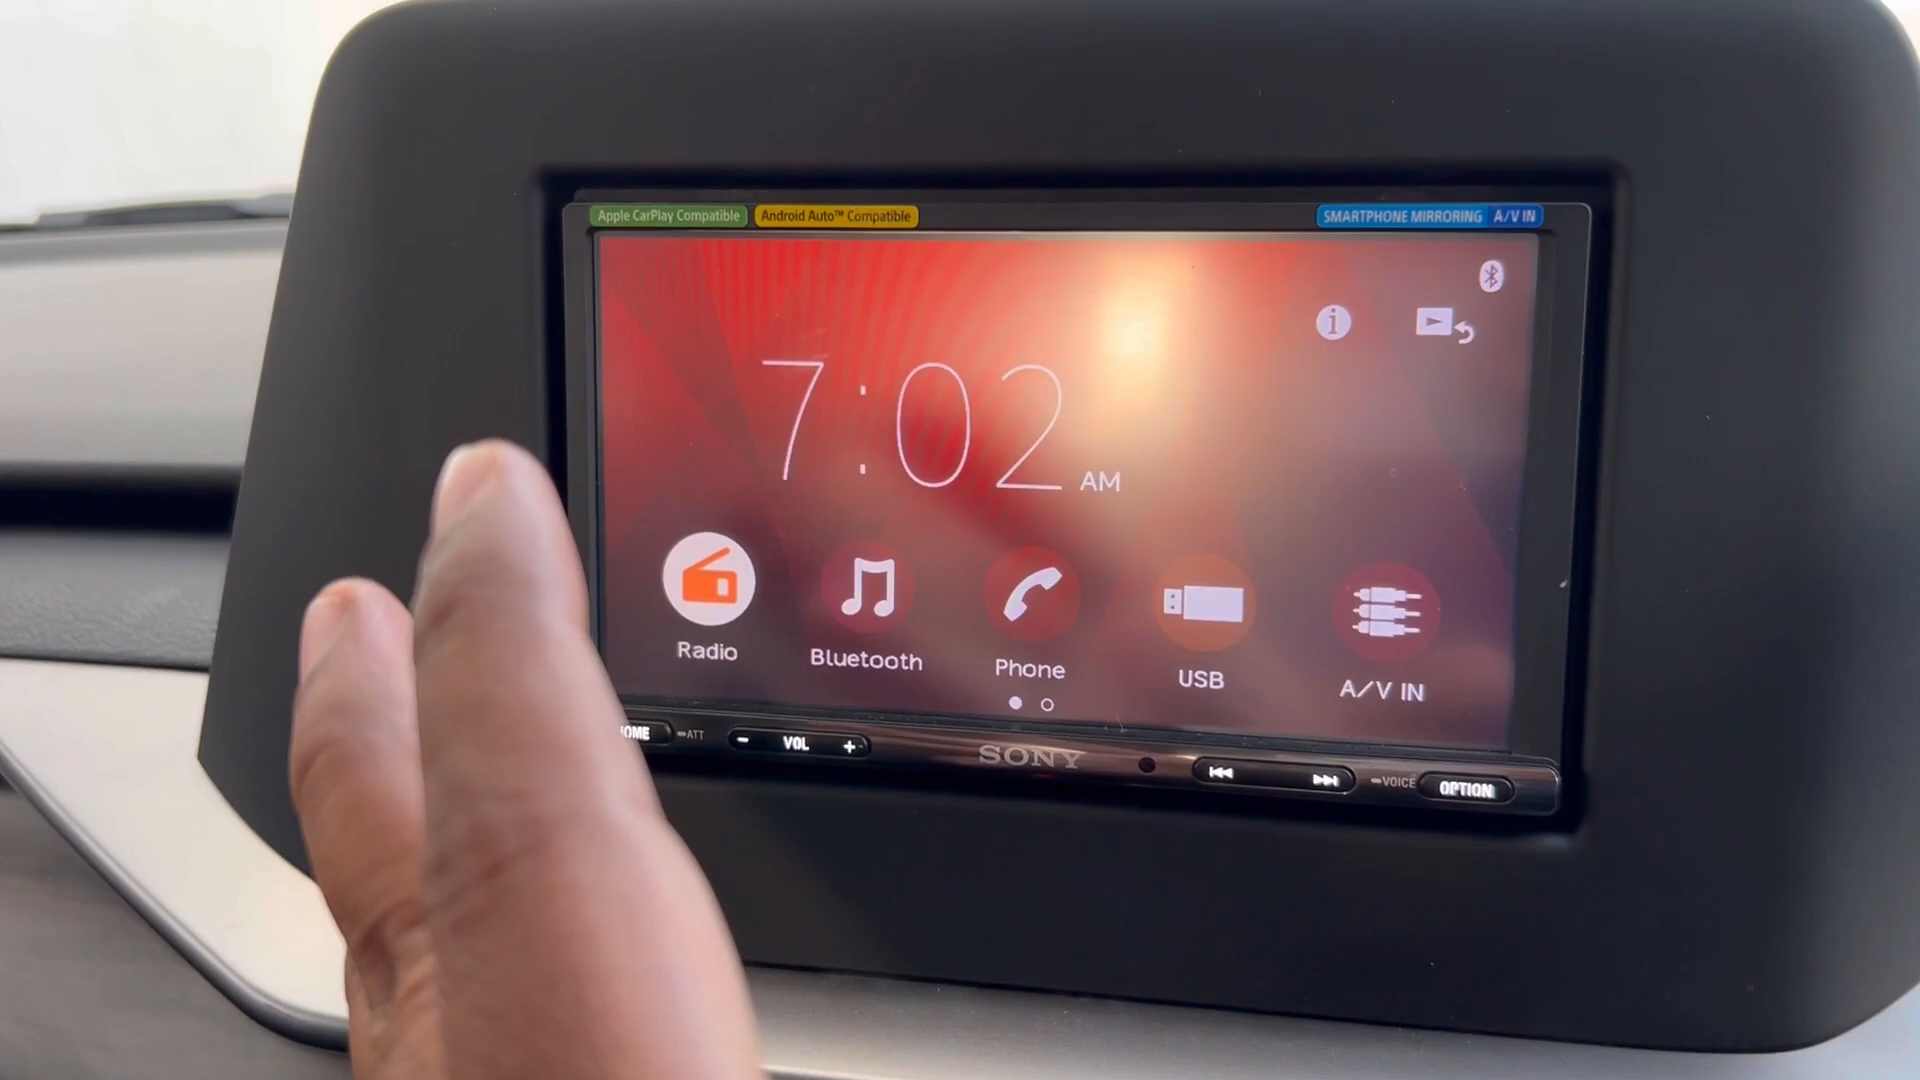 Apple CarPlay Compatible
Android Auto™ Compatible
SMARTPHONE MIRRORING A/V IN
7:02 AM
Radio
Bluetooth
Phone
USB
A/V IN
OME
ATT
- VOL +
SONY
VOICE
OPTION